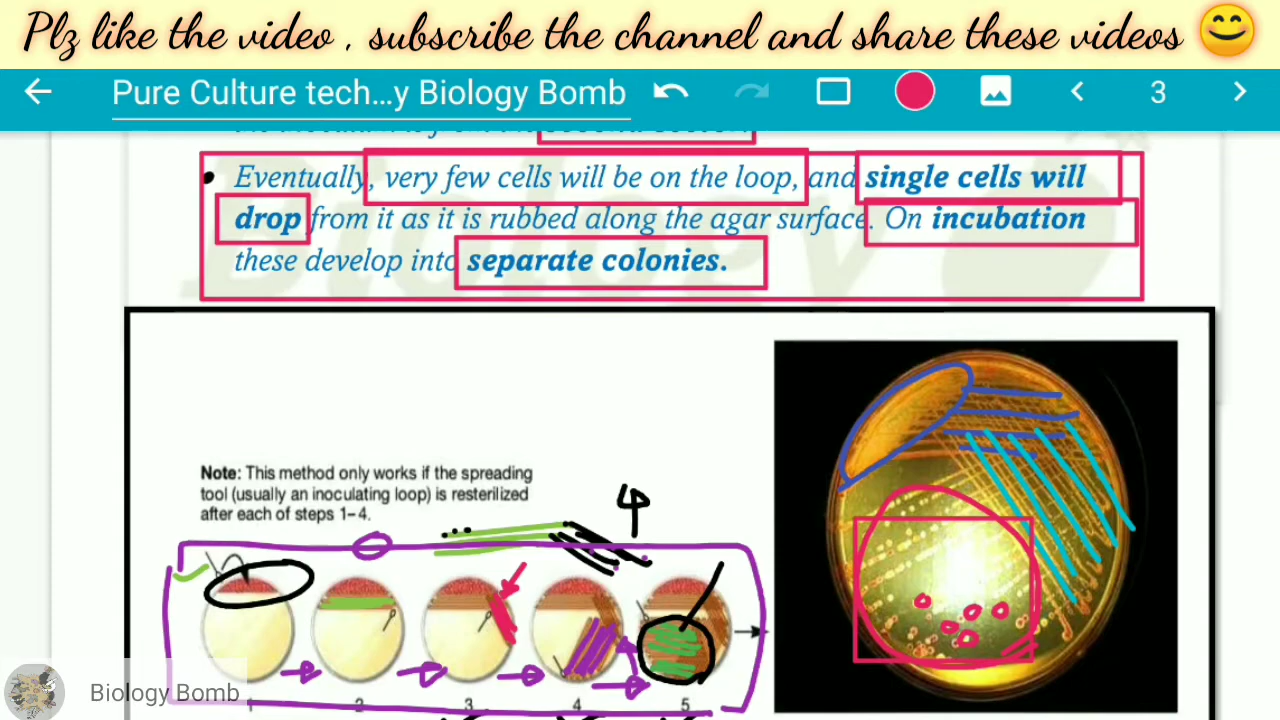 Plz like the video , subscribe the channel and share these videos 😊
Pure Culture tech...y Biology Bomb
3
Eventually, very few cells will be on the loop, and single cells will
drop from it as it is rubbed along the agar surface. On incubation
these develop into separate colonies.
Note: This method only works if the spreading
tool (usually an inoculating loop) is resterilized
after each of steps 1–4.
4
1 2 3 4 5
Biology Bomb